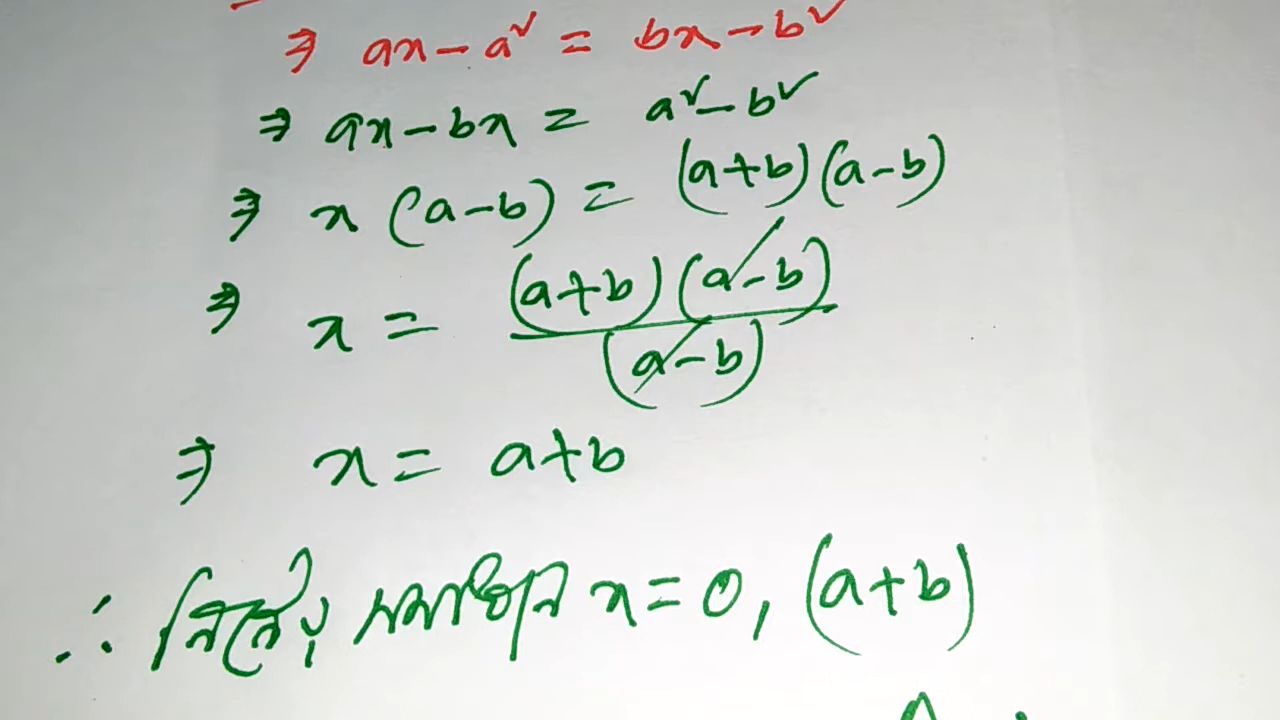 ⇒ ax - a² = bx - b²
⇒ ax - bx = a² - b²
⇒ x (a-b) = (a+b)(a-b)
⇒ x = (a+b)(a-b) / (a-b)
⇒ x = a+b
∴ নির্ণেয় সমাধান x = 0, (a+b)